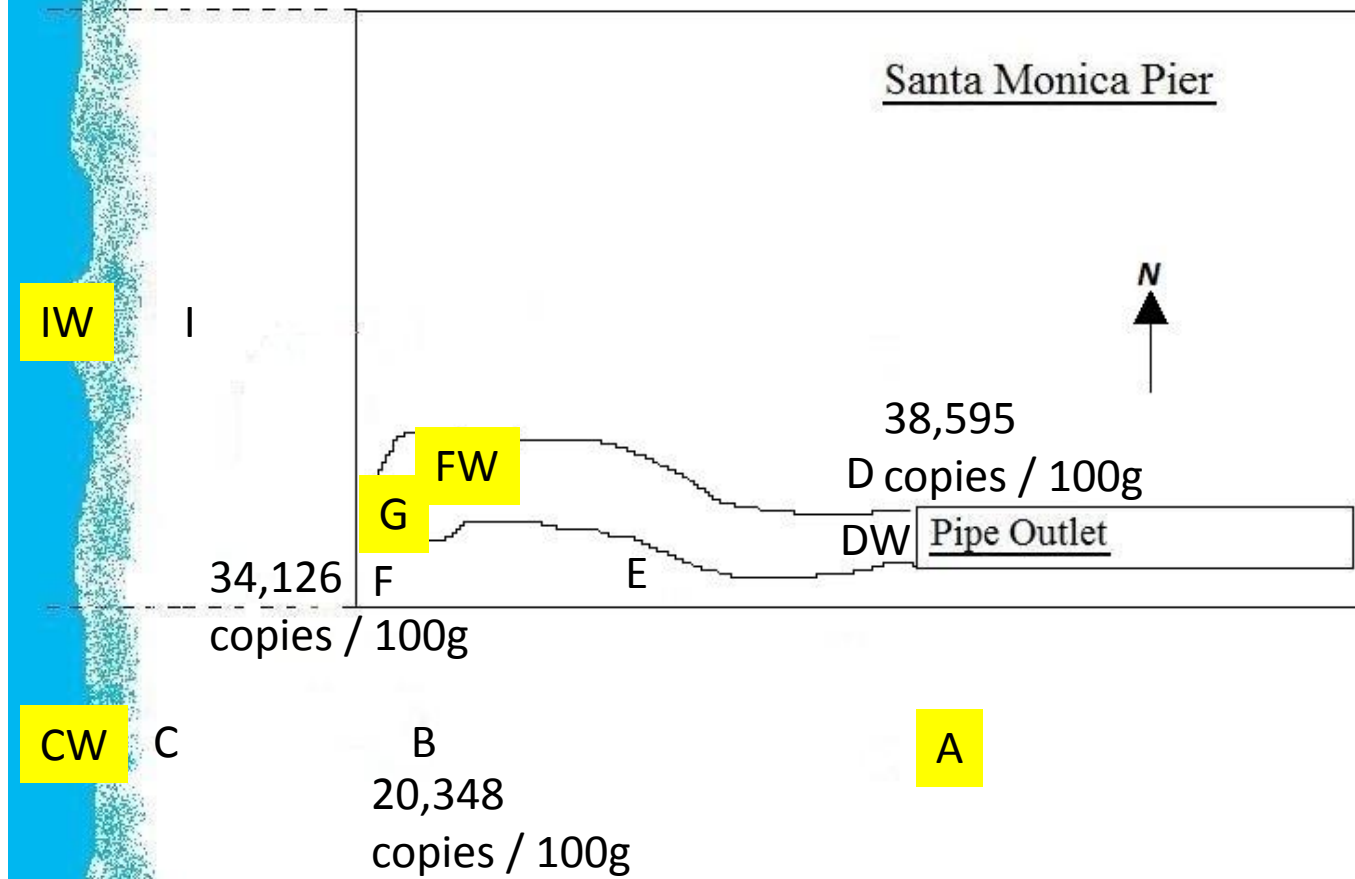 Santa Monica Pier
N
IW
I
38,595
D copies / 100g
FW
G
DW
Pipe Outlet
E
34,126
F
copies / 100g
CW
C
B
A
20,348
copies / 100g